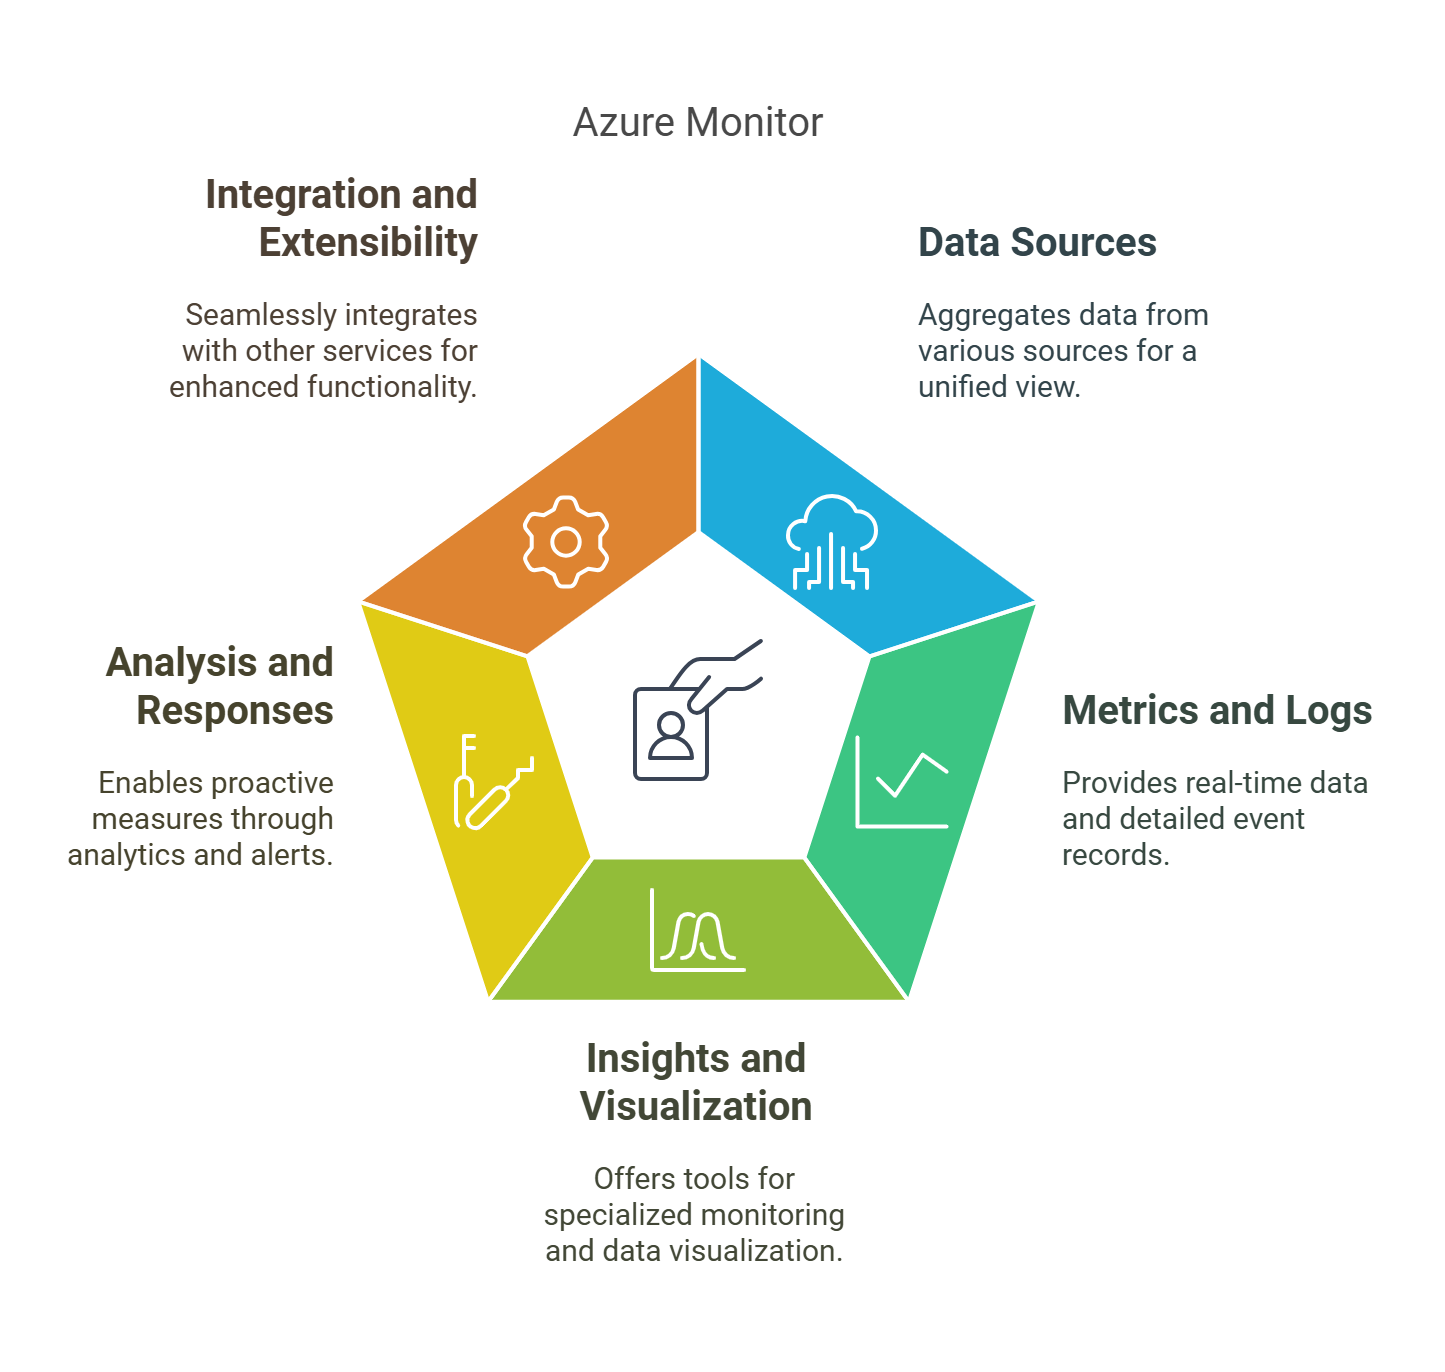 Azure Monitor
Integration and
Extensibility
Seamlessly integrates
with other services for
enhanced functionality.
Data Sources
Aggregates data from
various sources for a
unified view.
Analysis and
Responses
Enables proactive
measures through
analytics and alerts.
Metrics and Logs
Provides real-time data
and detailed event
records.
Insights and
Visualization
Offers tools for
specialized monitoring
and data visualization.